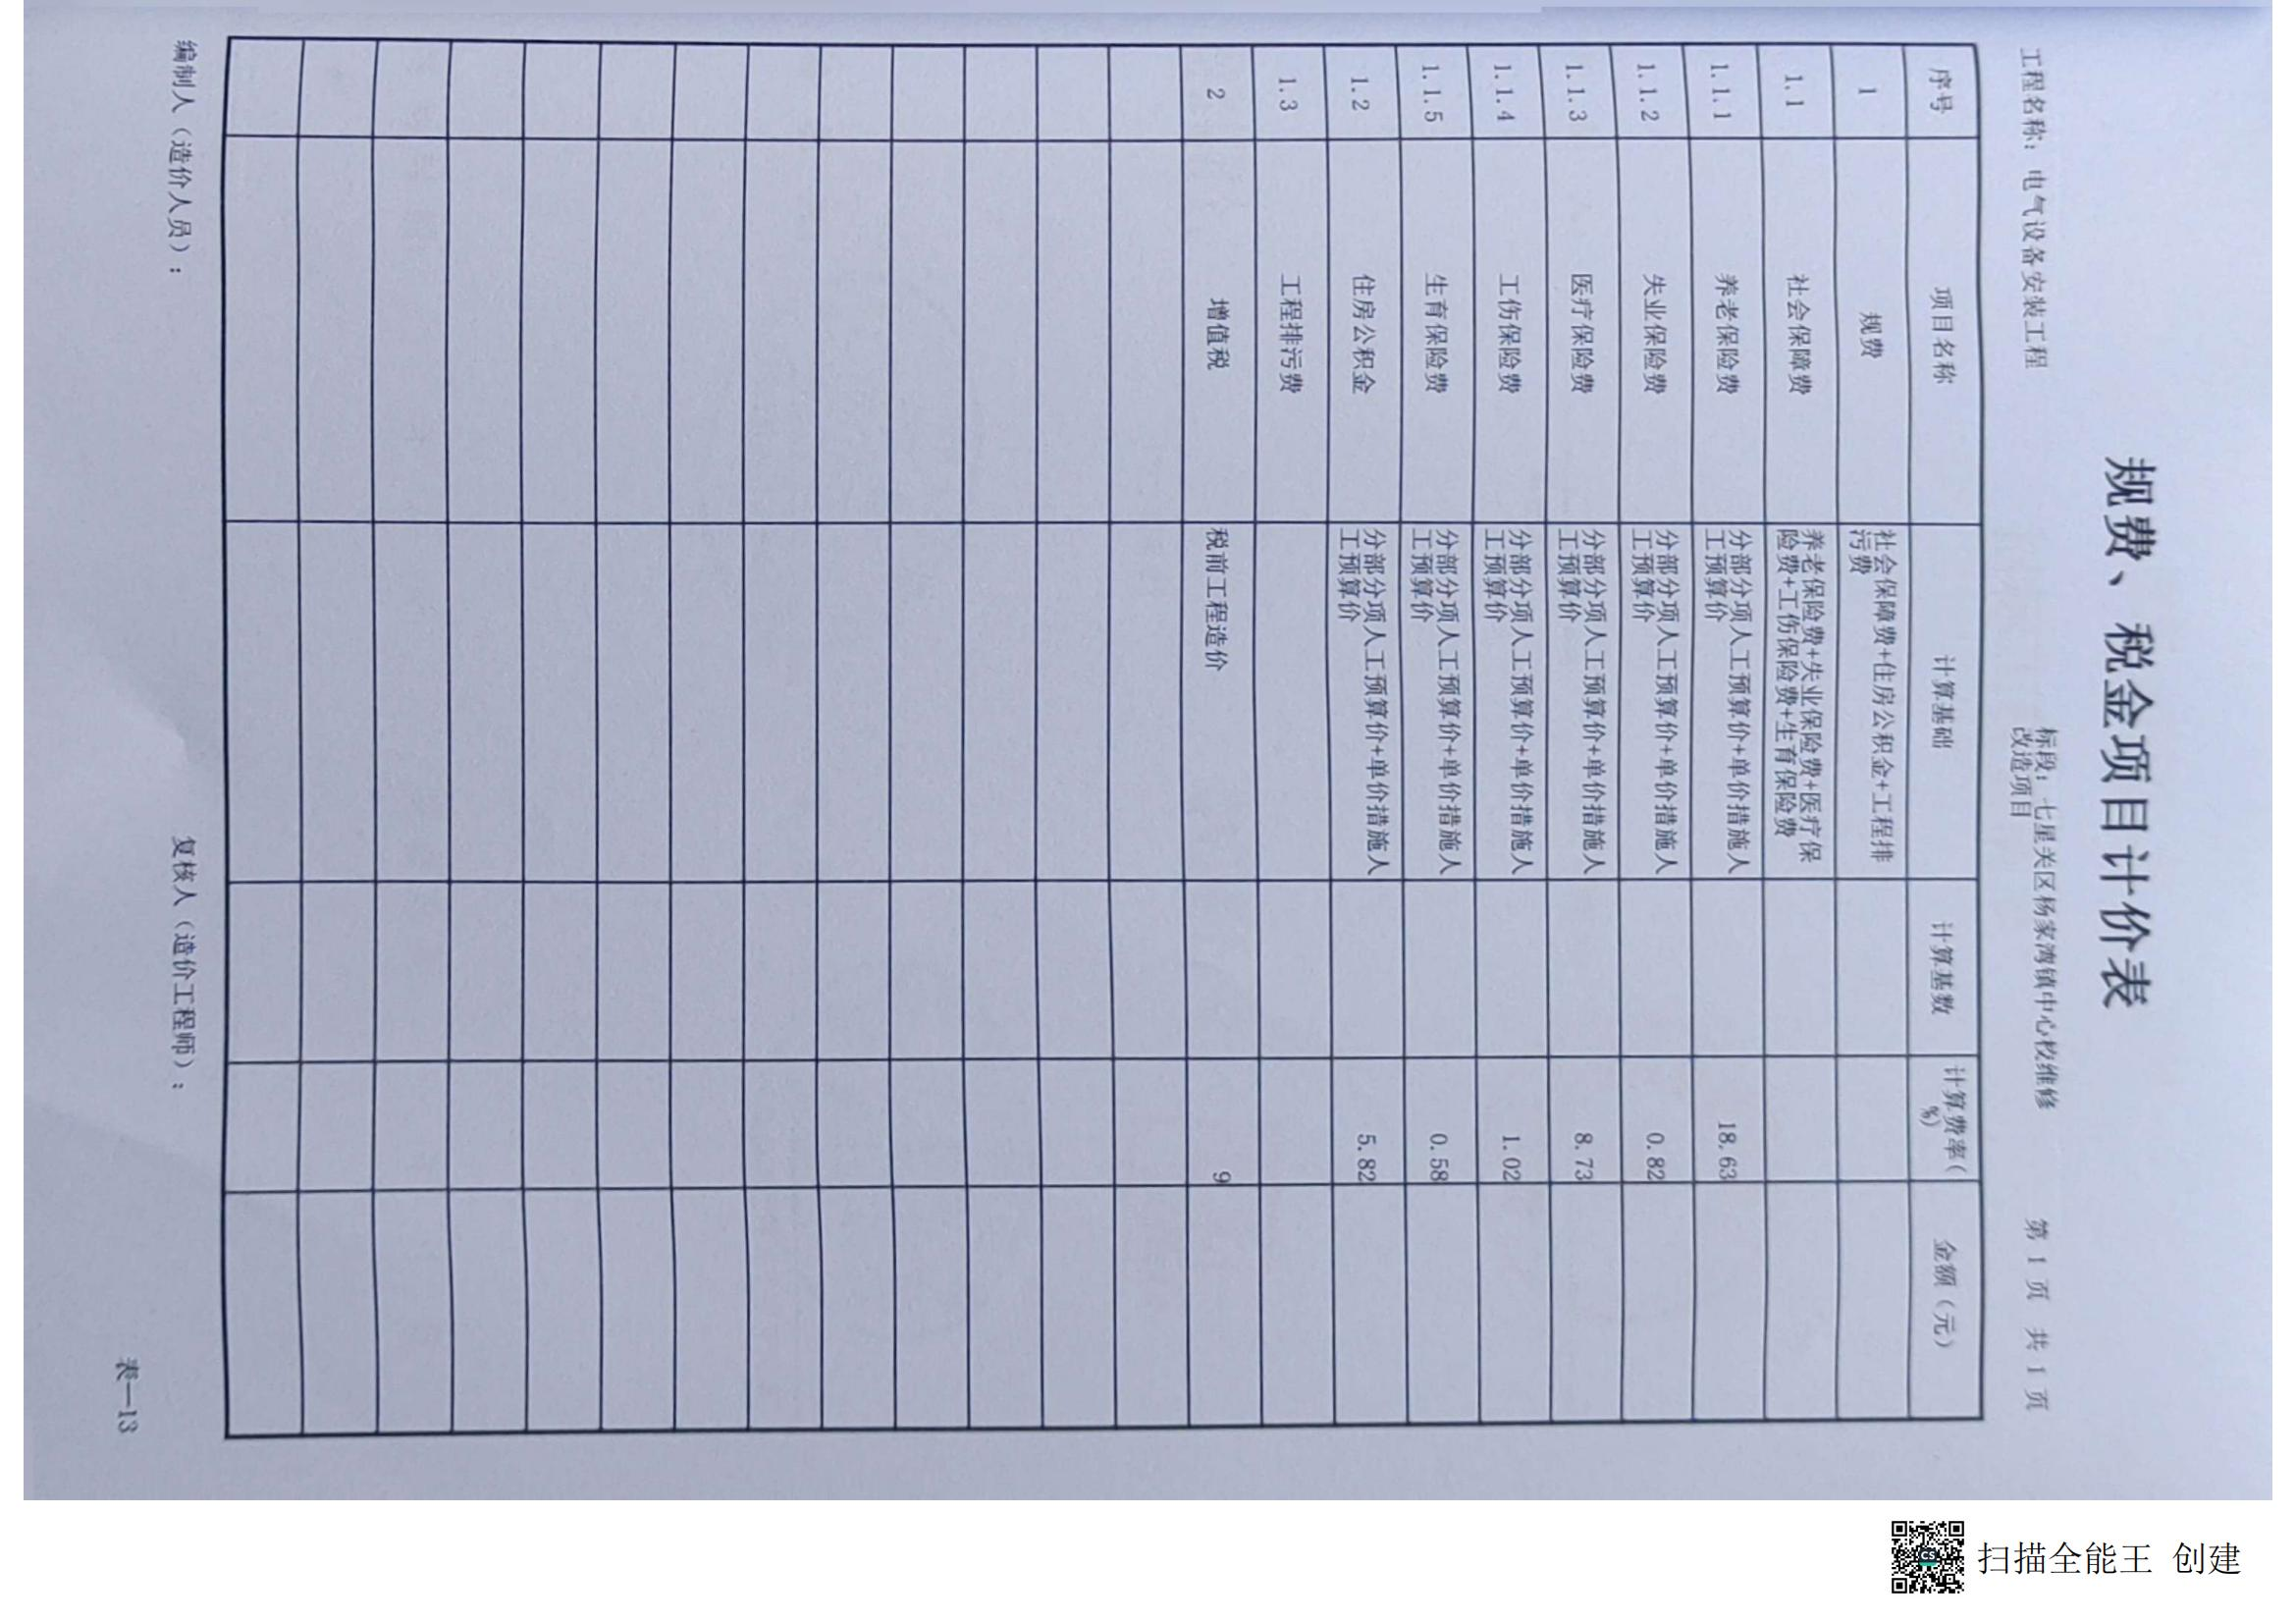 规费、税金项目计价表
工程名称：电气设备安装工程
标段：七星关区杨家湾镇中心校维修
改造项目
第 1 页 共 1 页
序号 项目名称 计算基础 计算基数 计算费率(
%) 金额（元）
1 规费 社会保障费+住房公积金+工程排
污费
1.1 社会保障费 养老保险费+失业保险费+医疗保
险费+工伤保险费+生育保险费
1.1.1 养老保险费 分部分项人工预算价+单价措施人
工预算价 18.63
1.1.2 失业保险费 分部分项人工预算价+单价措施人
工预算价 0.82
1.1.3 医疗保险费 分部分项人工预算价+单价措施人
工预算价 8.73
1.1.4 工伤保险费 分部分项人工预算价+单价措施人
工预算价 1.02
1.1.5 生育保险费 分部分项人工预算价+单价措施人
工预算价 0.58
1.2 住房公积金 分部分项人工预算价+单价措施人
工预算价 5.82
1.3 工程排污费
2 增值税 税前工程造价 9
编制人（造价人员）：
复核人（造价工程师）：
表—13
扫描全能王 创建